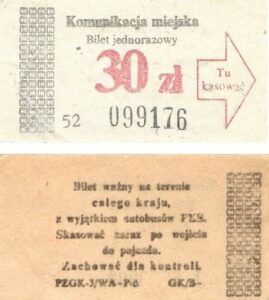 Komunikacja miejska
Bilet jednorazowy
30 zł
Tu
kasować
52 099176
Bilet ważny na terenie
całego kraju,
z wyjątkiem autobusów PKS.
Skasować zaraz po wejściu
do pojazdu.
Zachować dla kontroli.
PZGK-3/WA-P-6 GK/B-